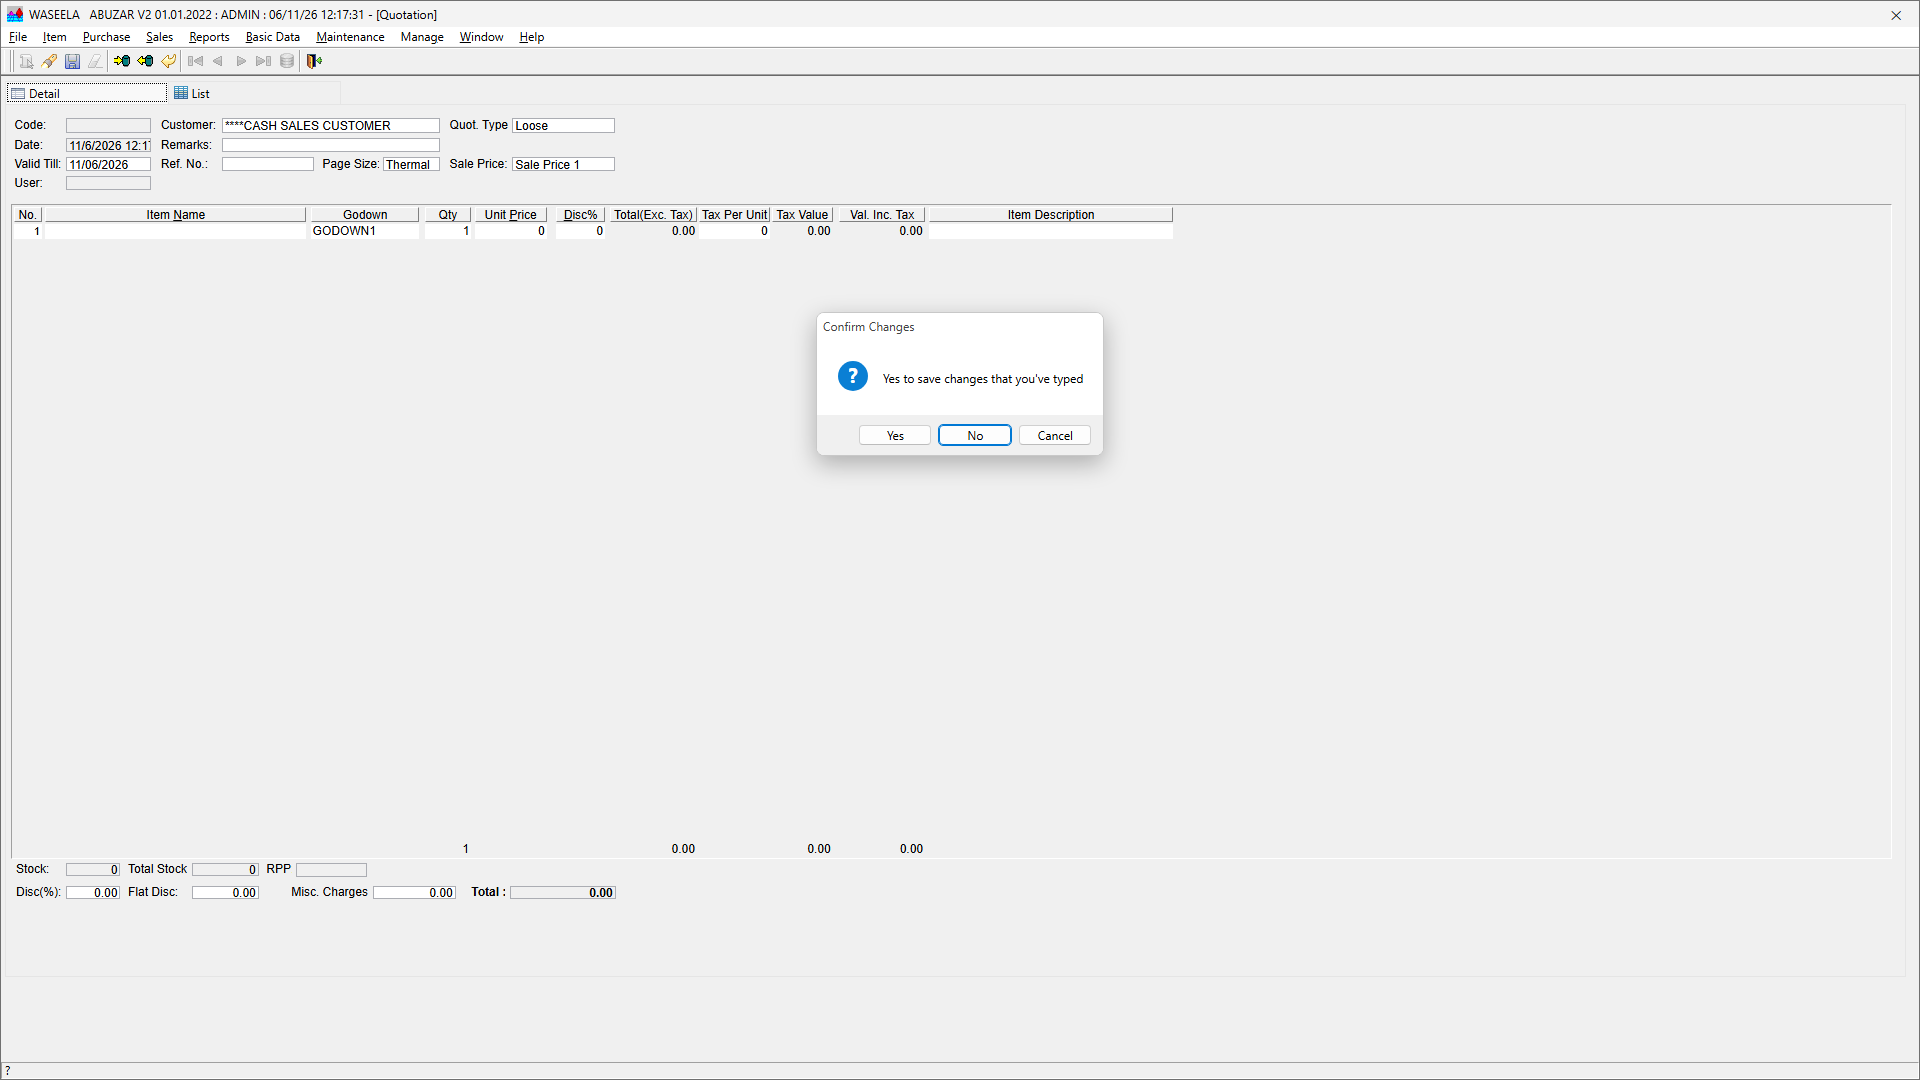 WASEELA   ABUZAR V2 01.01.2022 : ADMIN : 06/11/26 12:17:31 - [Quotation]
File Item Purchase Sales Reports Basic Data Maintenance Manage Window Help
Detail List
Code: Customer: ****CASH SALES CUSTOMER Quot. Type Loose
Date: 11/6/2026 12:17 Remarks:
Valid Till: 11/06/2026 Ref. No.: Page Size: Thermal Sale Price: Sale Price 1
User:
No. Item Name Godown Qty Unit Price Disc% Total(Exc. Tax) Tax Per Unit Tax Value Val. Inc. Tax Item Description
1 GODOWN1 1 0 0 0.00 0 0.00 0.00
Confirm Changes
? Yes to save changes that you've typed
Yes No Cancel
1 0.00 0.00 0.00
Stock: 0 Total Stock 0 RPP
Disc(%): 0.00 Flat Disc: 0.00 Misc. Charges 0.00 Total : 0.00
?